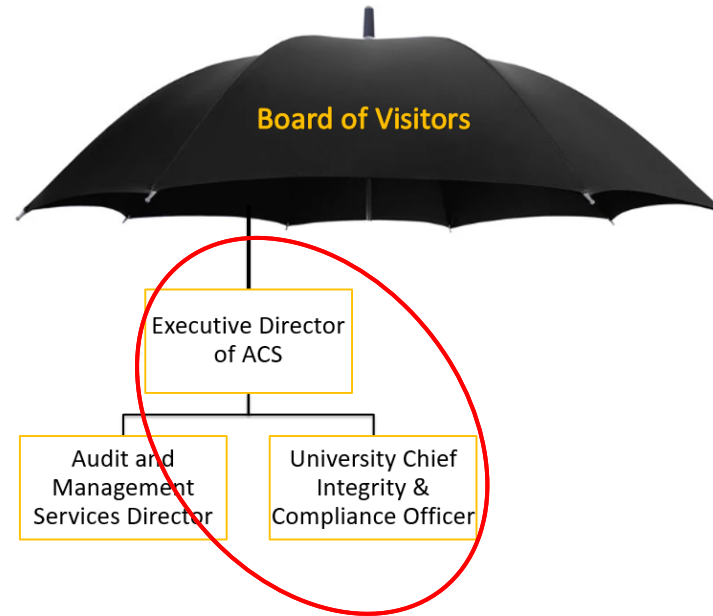 Board of Visitors
Executive Director
of ACS
Audit and
Management
Services Director
University Chief
Integrity &
Compliance Officer